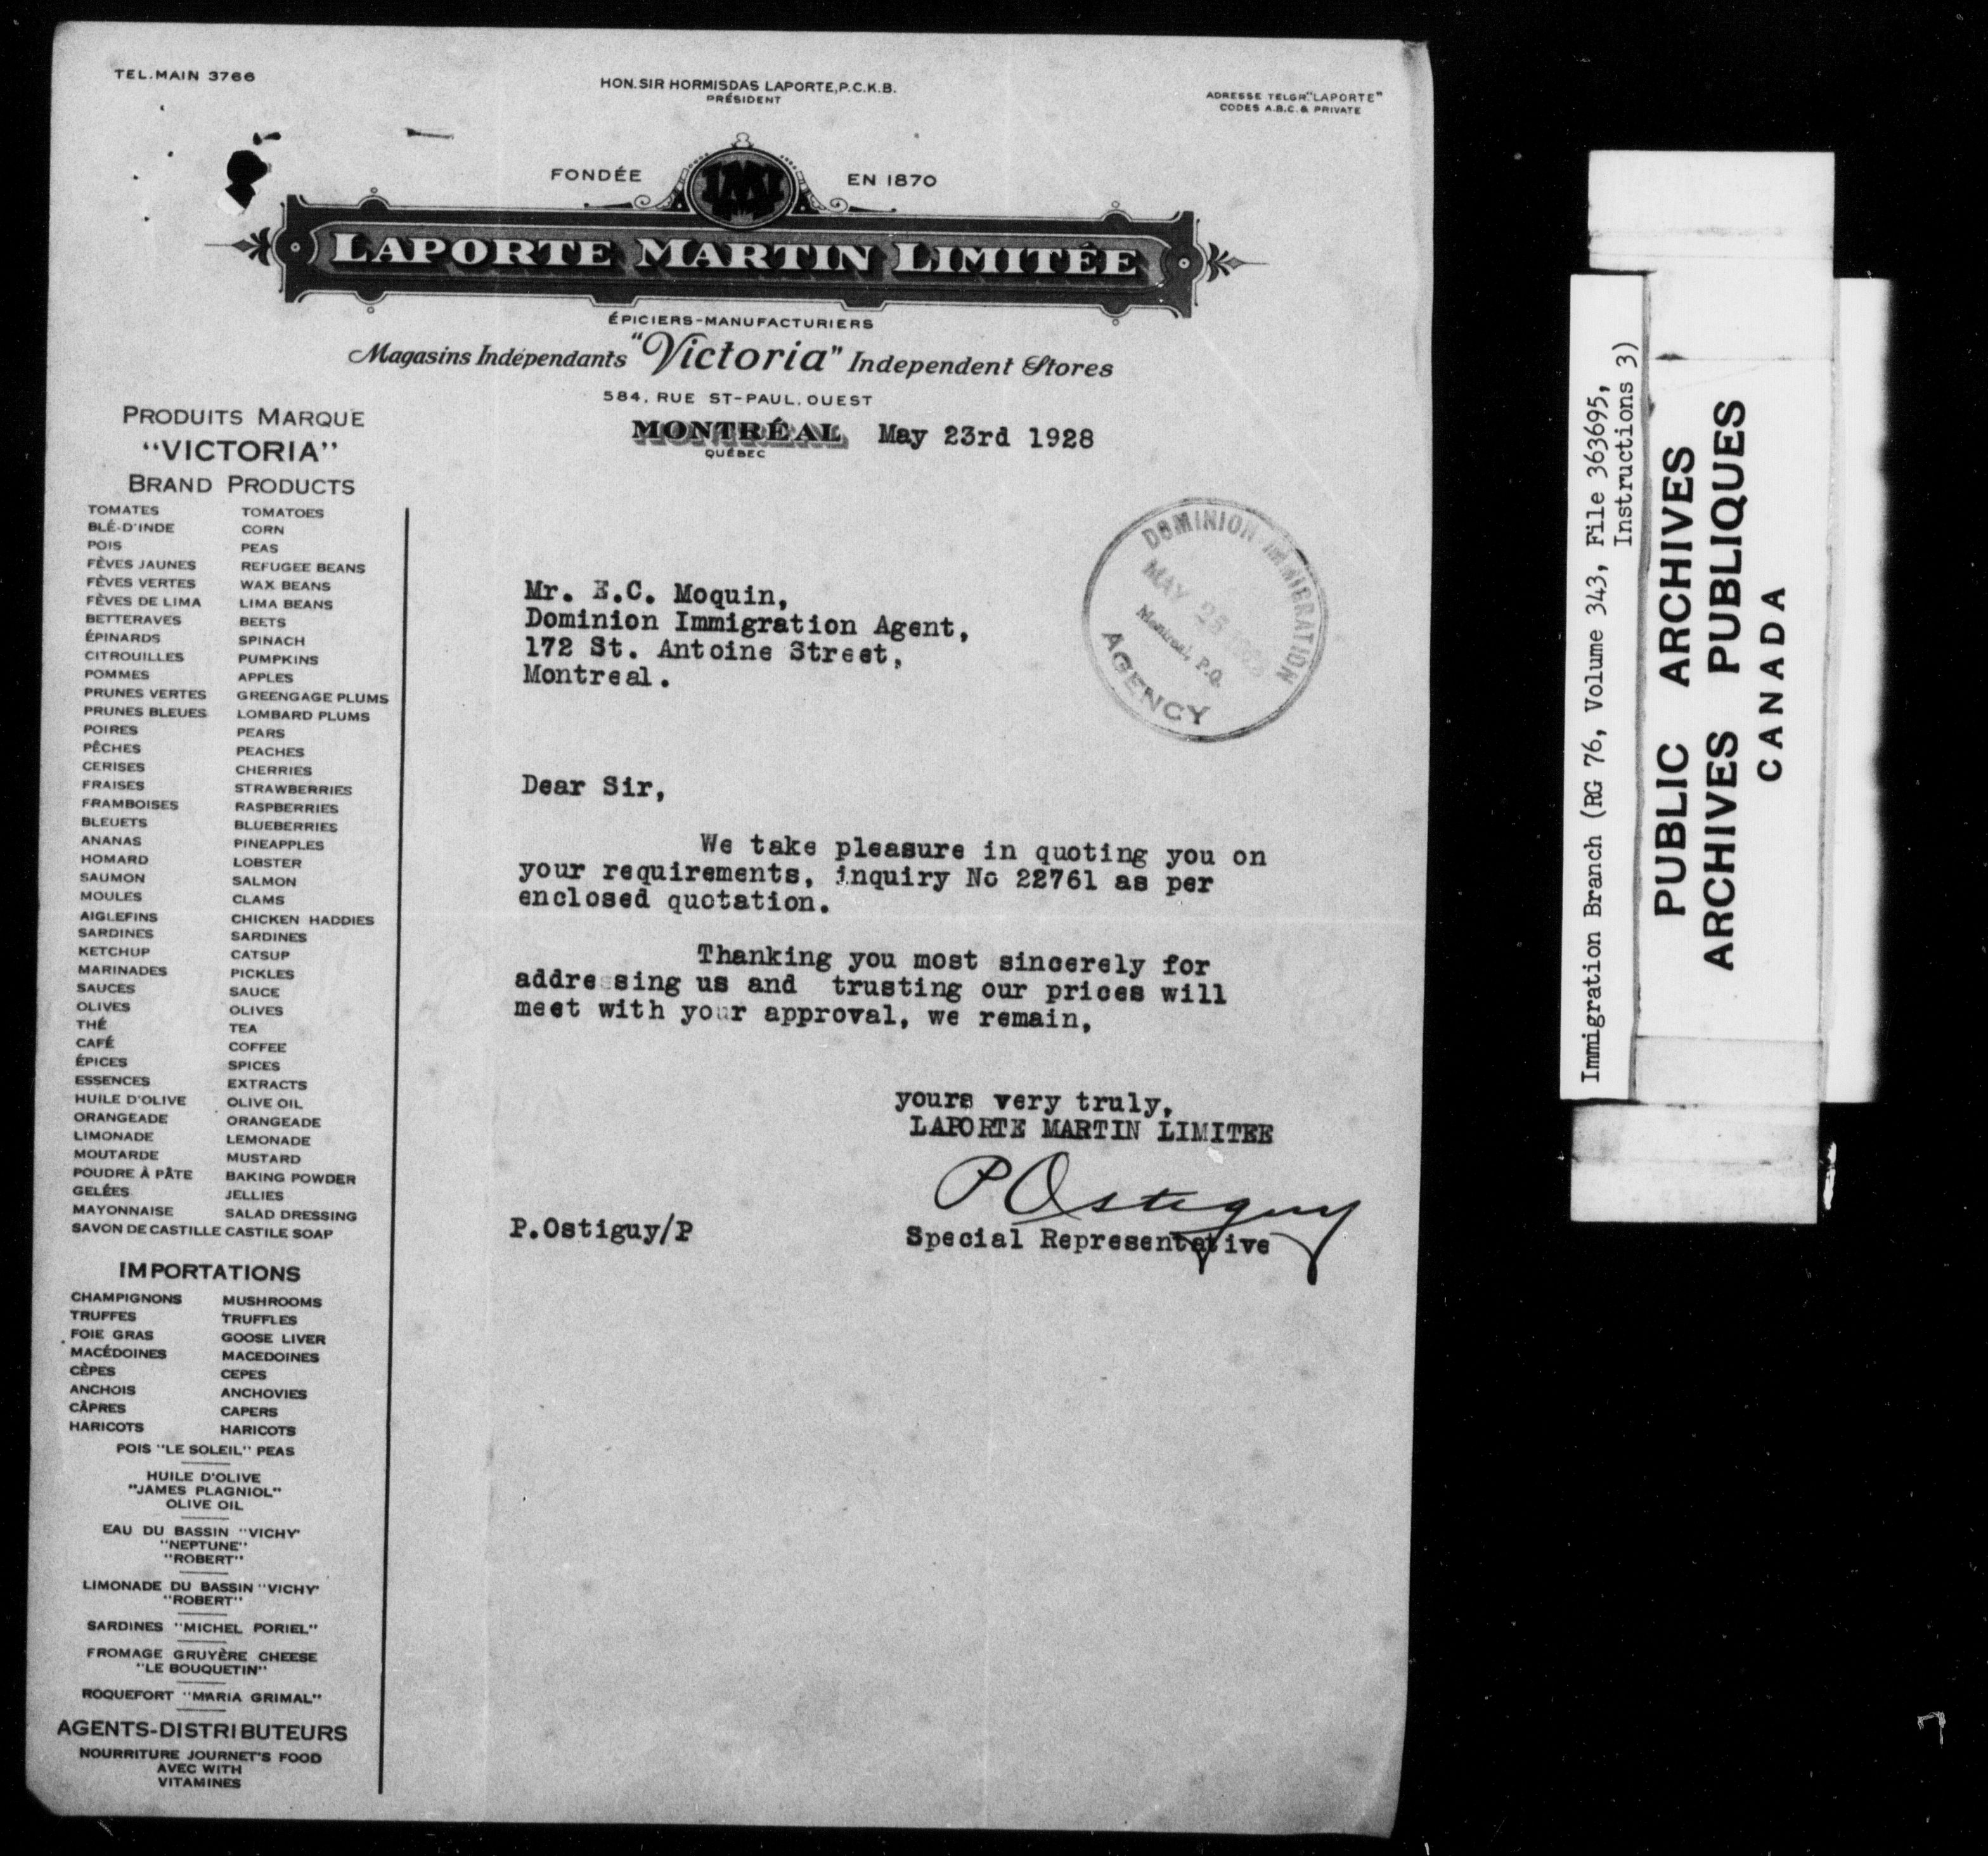 TEL.MAIN 3766
HON.SIR HORMISDAS LAPORTE,P.C.K.B.
PRÉSIDENT
ADRESSE TELGR."LAPORTE"
CODES A.B.C.& PRIVATE
FONDÉE EN 1870
LAPORTE MARTIN LIMITÉE
ÉPICIERS-MANUFACTURIERS
Magasins Indépendants "Victoria" Independent Stores
584, RUE ST-PAUL, OUEST
MONTRÉAL May 23rd 1928
QUÉBEC
PRODUITS MARQUE
"VICTORIA"
BRAND PRODUCTS
TOMATES TOMATOES
BLÉ-D'INDE CORN
POIS PEAS
FÈVES JAUNES REFUGEE BEANS
FÈVES VERTES WAX BEANS
FÈVES DE LIMA LIMA BEANS
BETTERAVES BEETS
ÉPINARDS SPINACH
CITROUILLES PUMPKINS
POMMES APPLES
PRUNES VERTES GREENGAGE PLUMS
PRUNES BLEUES LOMBARD PLUMS
POIRES PEARS
PÊCHES PEACHES
CERISES CHERRIES
FRAISES STRAWBERRIES
FRAMBOISES RASPBERRIES
BLEUETS BLUEBERRIES
ANANAS PINEAPPLES
HOMARD LOBSTER
SAUMON SALMON
MOULES CLAMS
AIGLEFINS CHICKEN HADDIES
SARDINES SARDINES
KETCHUP CATSUP
MARINADES PICKLES
SAUCES SAUCE
OLIVES OLIVES
THÉ TEA
CAFÉ COFFEE
ÉPICES SPICES
ESSENCES EXTRACTS
HUILE D'OLIVE OLIVE OIL
ORANGEADE ORANGEADE
LIMONADE LEMONADE
MOUTARDE MUSTARD
POUDRE À PÂTE BAKING POWDER
GELÉES JELLIES
MAYONNAISE SALAD DRESSING
SAVON DE CASTILLE CASTILE SOAP
IMPORTATIONS
CHAMPIGNONS MUSHROOMS
TRUFFES TRUFFLES
FOIE GRAS GOOSE LIVER
MACÉDOINES MACEDOINES
CÈPES CEPES
ANCHOIS ANCHOVIES
CÂPRES CAPERS
HARICOTS HARICOTS
POIS "LE SOLEIL" PEAS
HUILE D'OLIVE
"JAMES PLAGNIOL"
OLIVE OIL
EAU DU BASSIN "VICHY"
"NEPTUNE"
"ROBERT"
LIMONADE DU BASSIN "VICHY"
"ROBERT"
SARDINES "MICHEL PORIEL"
FROMAGE GRUYÈRE CHEESE
"LE BOUQUETIN"
ROQUEFORT "MARIA GRIMAL"
AGENTS-DISTRIBUTEURS
NOURRITURE JOURNET'S FOOD
AVEC WITH
VITAMINES
DOMINION IMMIGRATION
MAY 25
Montreal, P.Q.
AGENCY
Mr. E.C. Moquin,
Dominion Immigration Agent,
172 St. Antoine Street,
Montreal.
Dear Sir,
We take pleasure in quoting you on
your requirements, inquiry No 22761 as per
enclosed quotation.
Thanking you most sincerely for
addressing us and trusting our prices will
meet with your approval, we remain,
yours very truly,
LAPORTE MARTIN LIMITEE
P Ostiguy
P.Ostiguy/P
Special Representative
Immigration Branch (RG 76, Volume 343, File 363695,
Instructions 3)
PUBLIC ARCHIVES
ARCHIVES PUBLIQUES
CANADA